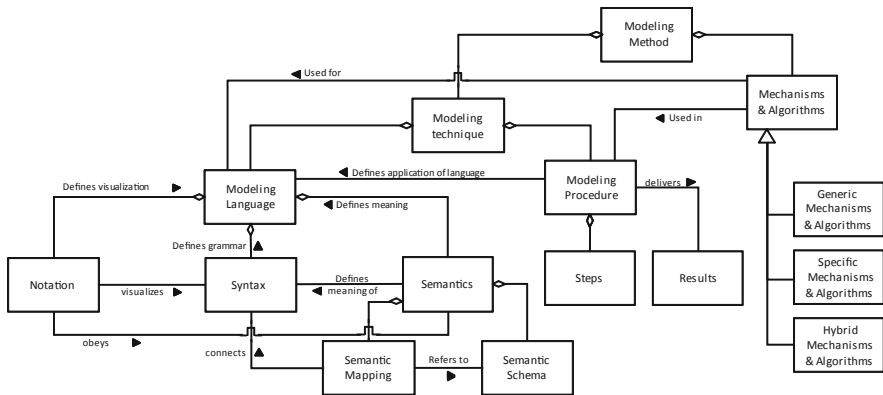 Modeling
Method
Used for
Mechanisms
& Algorithms
Modeling
technique
Used in
Defines visualization
Modeling
Language
Defines application of language
Modeling
Procedure
delivers
Defines meaning
Generic
Mechanisms
& Algorithms
Defines grammar
Notation
visualizes
Syntax
Defines
meaning of
Semantics
Steps
Results
Specific
Mechanisms
& Algorithms
obeys
connects
Semantic
Mapping
Refers to
Semantic
Schema
Hybrid
Mechanisms
& Algorithms